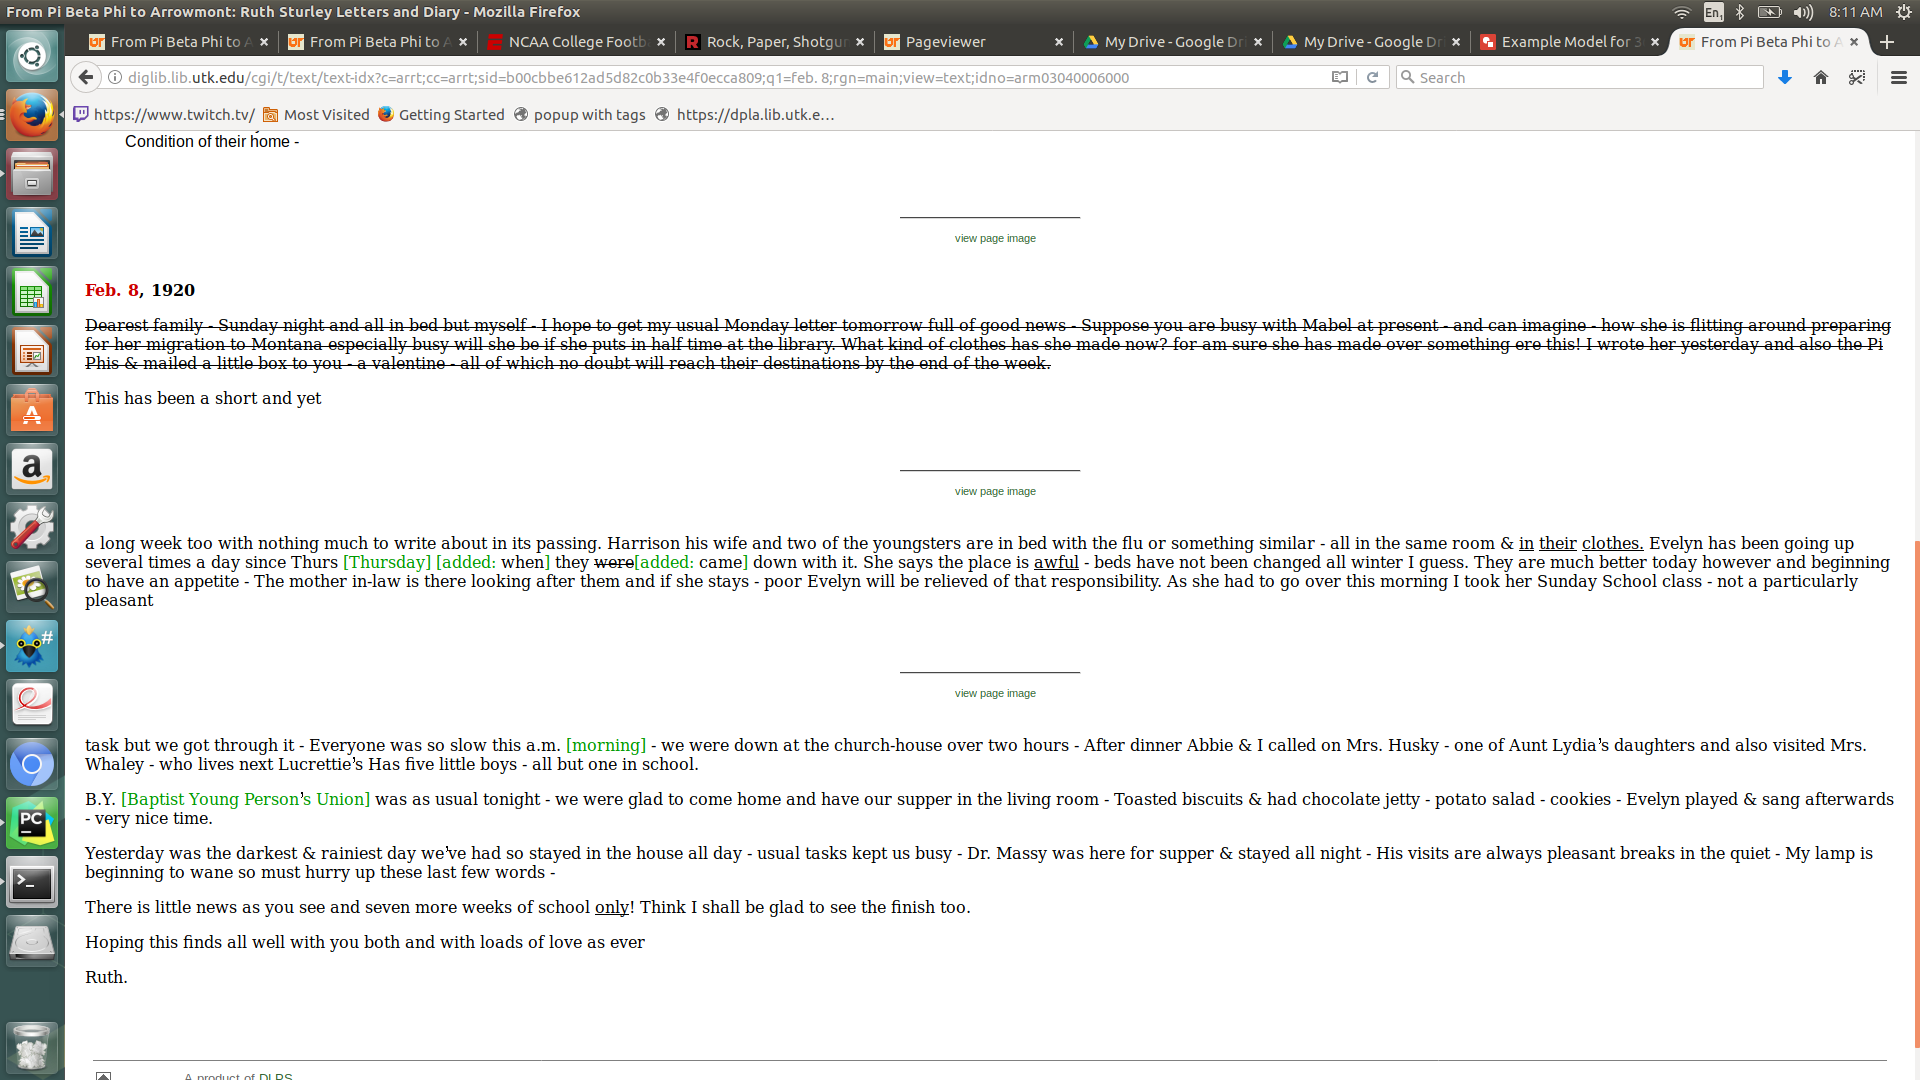 From Pi Beta Phi to Arrowmont: Ruth Sturley Letters and Diary - Mozilla Firefox
En1
8:11 AM
From Pi Beta Phi to A
From Pi Beta Phi to A
NCAA College Footb
Rock, Paper, Shotgun
Pageviewer
My Drive - Google Dr
My Drive - Google Dr
Example Model for 3
From Pi Beta Phi to A
diglib.lib.utk.edu/cgi/t/text/text-idx?c=arrt;cc=arrt;sid=b00cbbe612ad5d82c0b33e4f0ecca809;q1=feb. 8;rgn=main;view=text;idno=arm03040006000
Search
https://www.twitch.tv/
Most Visited
Getting Started
popup with tags
https://dpla.lib.utk.e...
Condition of their home -
view page image
Feb. 8, 1920
Dearest family - Sunday night and all in bed but myself - I hope to get my usual Monday letter tomorrow full of good news - Suppose you are busy with Mabel at present - and can imagine - how she is flitting around preparing
for her migration to Montana especially busy will she be if she puts in half time at the library. What kind of clothes has she made now? for am sure she has made over something ere this! I wrote her yesterday and also the Pi
Phis & mailed a little box to you - a valentine - all of which no doubt will reach their destinations by the end of the week.
This has been a short and yet
view page image
a long week too with nothing much to write about in its passing. Harrison his wife and two of the youngsters are in bed with the flu or something similar - all in the same room & in their clothes. Evelyn has been going up
several times a day since Thurs [Thursday] [added: when] they were[added: came] down with it. She says the place is awful - beds have not been changed all winter I guess. They are much better today however and beginning
to have an appetite - The mother in-law is there looking after them and if she stays - poor Evelyn will be relieved of that responsibility. As she had to go over this morning I took her Sunday School class - not a particularly
pleasant
view page image
task but we got through it - Everyone was so slow this a.m. [morning] - we were down at the church-house over two hours - After dinner Abbie & I called on Mrs. Husky - one of Aunt Lydia's daughters and also visited Mrs.
Whaley - who lives next Lucrettie's Has five little boys - all but one in school.
B.Y. [Baptist Young Person's Union] was as usual tonight - we were glad to come home and have our supper in the living room - Toasted biscuits & had chocolate jetty - potato salad - cookies - Evelyn played & sang afterwards
- very nice time.
Yesterday was the darkest & rainiest day we've had so stayed in the house all day - usual tasks kept us busy - Dr. Massy was here for supper & stayed all night - His visits are always pleasant breaks in the quiet - My lamp is
beginning to wane so must hurry up these last few words -
There is little news as you see and seven more weeks of school only! Think I shall be glad to see the finish too.
Hoping this finds all well with you both and with loads of love as ever
Ruth.
A product of DLPS